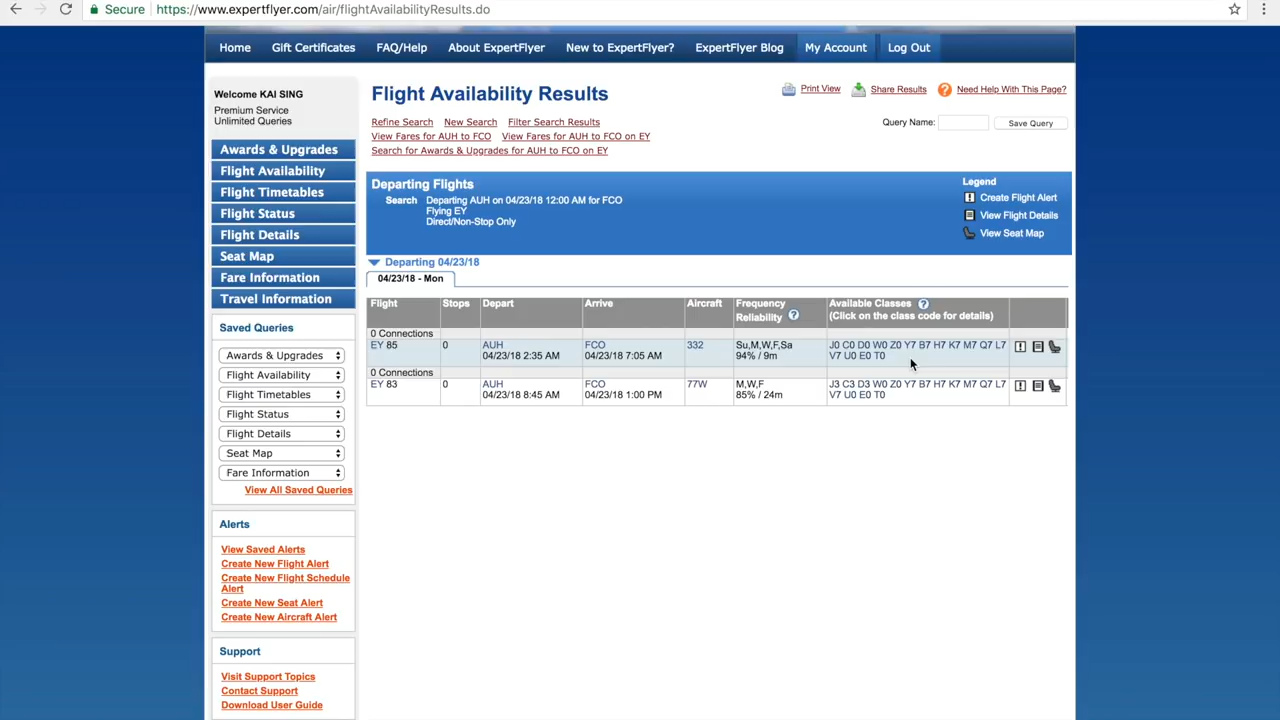 Secure https://www.expertflyer.com/air/flightAvailabilityResults.do
Home Gift Certificates FAQ/Help About ExpertFlyer New to ExpertFlyer? ExpertFlyer Blog My Account Log Out
Welcome KAI SING
Premium Service
Unlimited Queries
Awards & Upgrades
Flight Availability
Flight Timetables
Flight Status
Flight Details
Seat Map
Fare Information
Travel Information
Saved Queries
Awards & Upgrades
Flight Availability
Flight Timetables
Flight Status
Flight Details
Seat Map
Fare Information
View All Saved Queries
Alerts
View Saved Alerts
Create New Flight Alert
Create New Flight Schedule
Alert
Create New Seat Alert
Create New Aircraft Alert
Support
Visit Support Topics
Contact Support
Download User Guide
Flight Availability Results
Print View Share Results ? Need Help With This Page?
Refine Search New Search Filter Search Results
Query Name: Save Query
View Fares for AUH to FCO View Fares for AUH to FCO on EY
Search for Awards & Upgrades for AUH to FCO on EY
Departing Flights
Search Departing AUH on 04/23/18 12:00 AM for FCO
Flying EY
Direct/Non-Stop Only
Legend
Create Flight Alert
View Flight Details
View Seat Map
Departing 04/23/18
04/23/18 - Mon
Flight Stops Depart Arrive Aircraft Frequency Available Classes ?
Reliability ? (Click on the class code for details)
0 Connections
EY 85 0 AUH FCO 332 Su,M,W,F,Sa J0 C0 D0 W0 Z0 Y7 B7 H7 K7 M7 Q7 L7
04/23/18 2:35 AM 04/23/18 7:05 AM 94% / 9m V7 U0 E0 T0
0 Connections
EY 83 0 AUH FCO 77W M,W,F J3 C3 D3 W0 Z0 Y7 B7 H7 K7 M7 Q7 L7
04/23/18 8:45 AM 04/23/18 1:00 PM 85% / 24m V7 U0 E0 T0